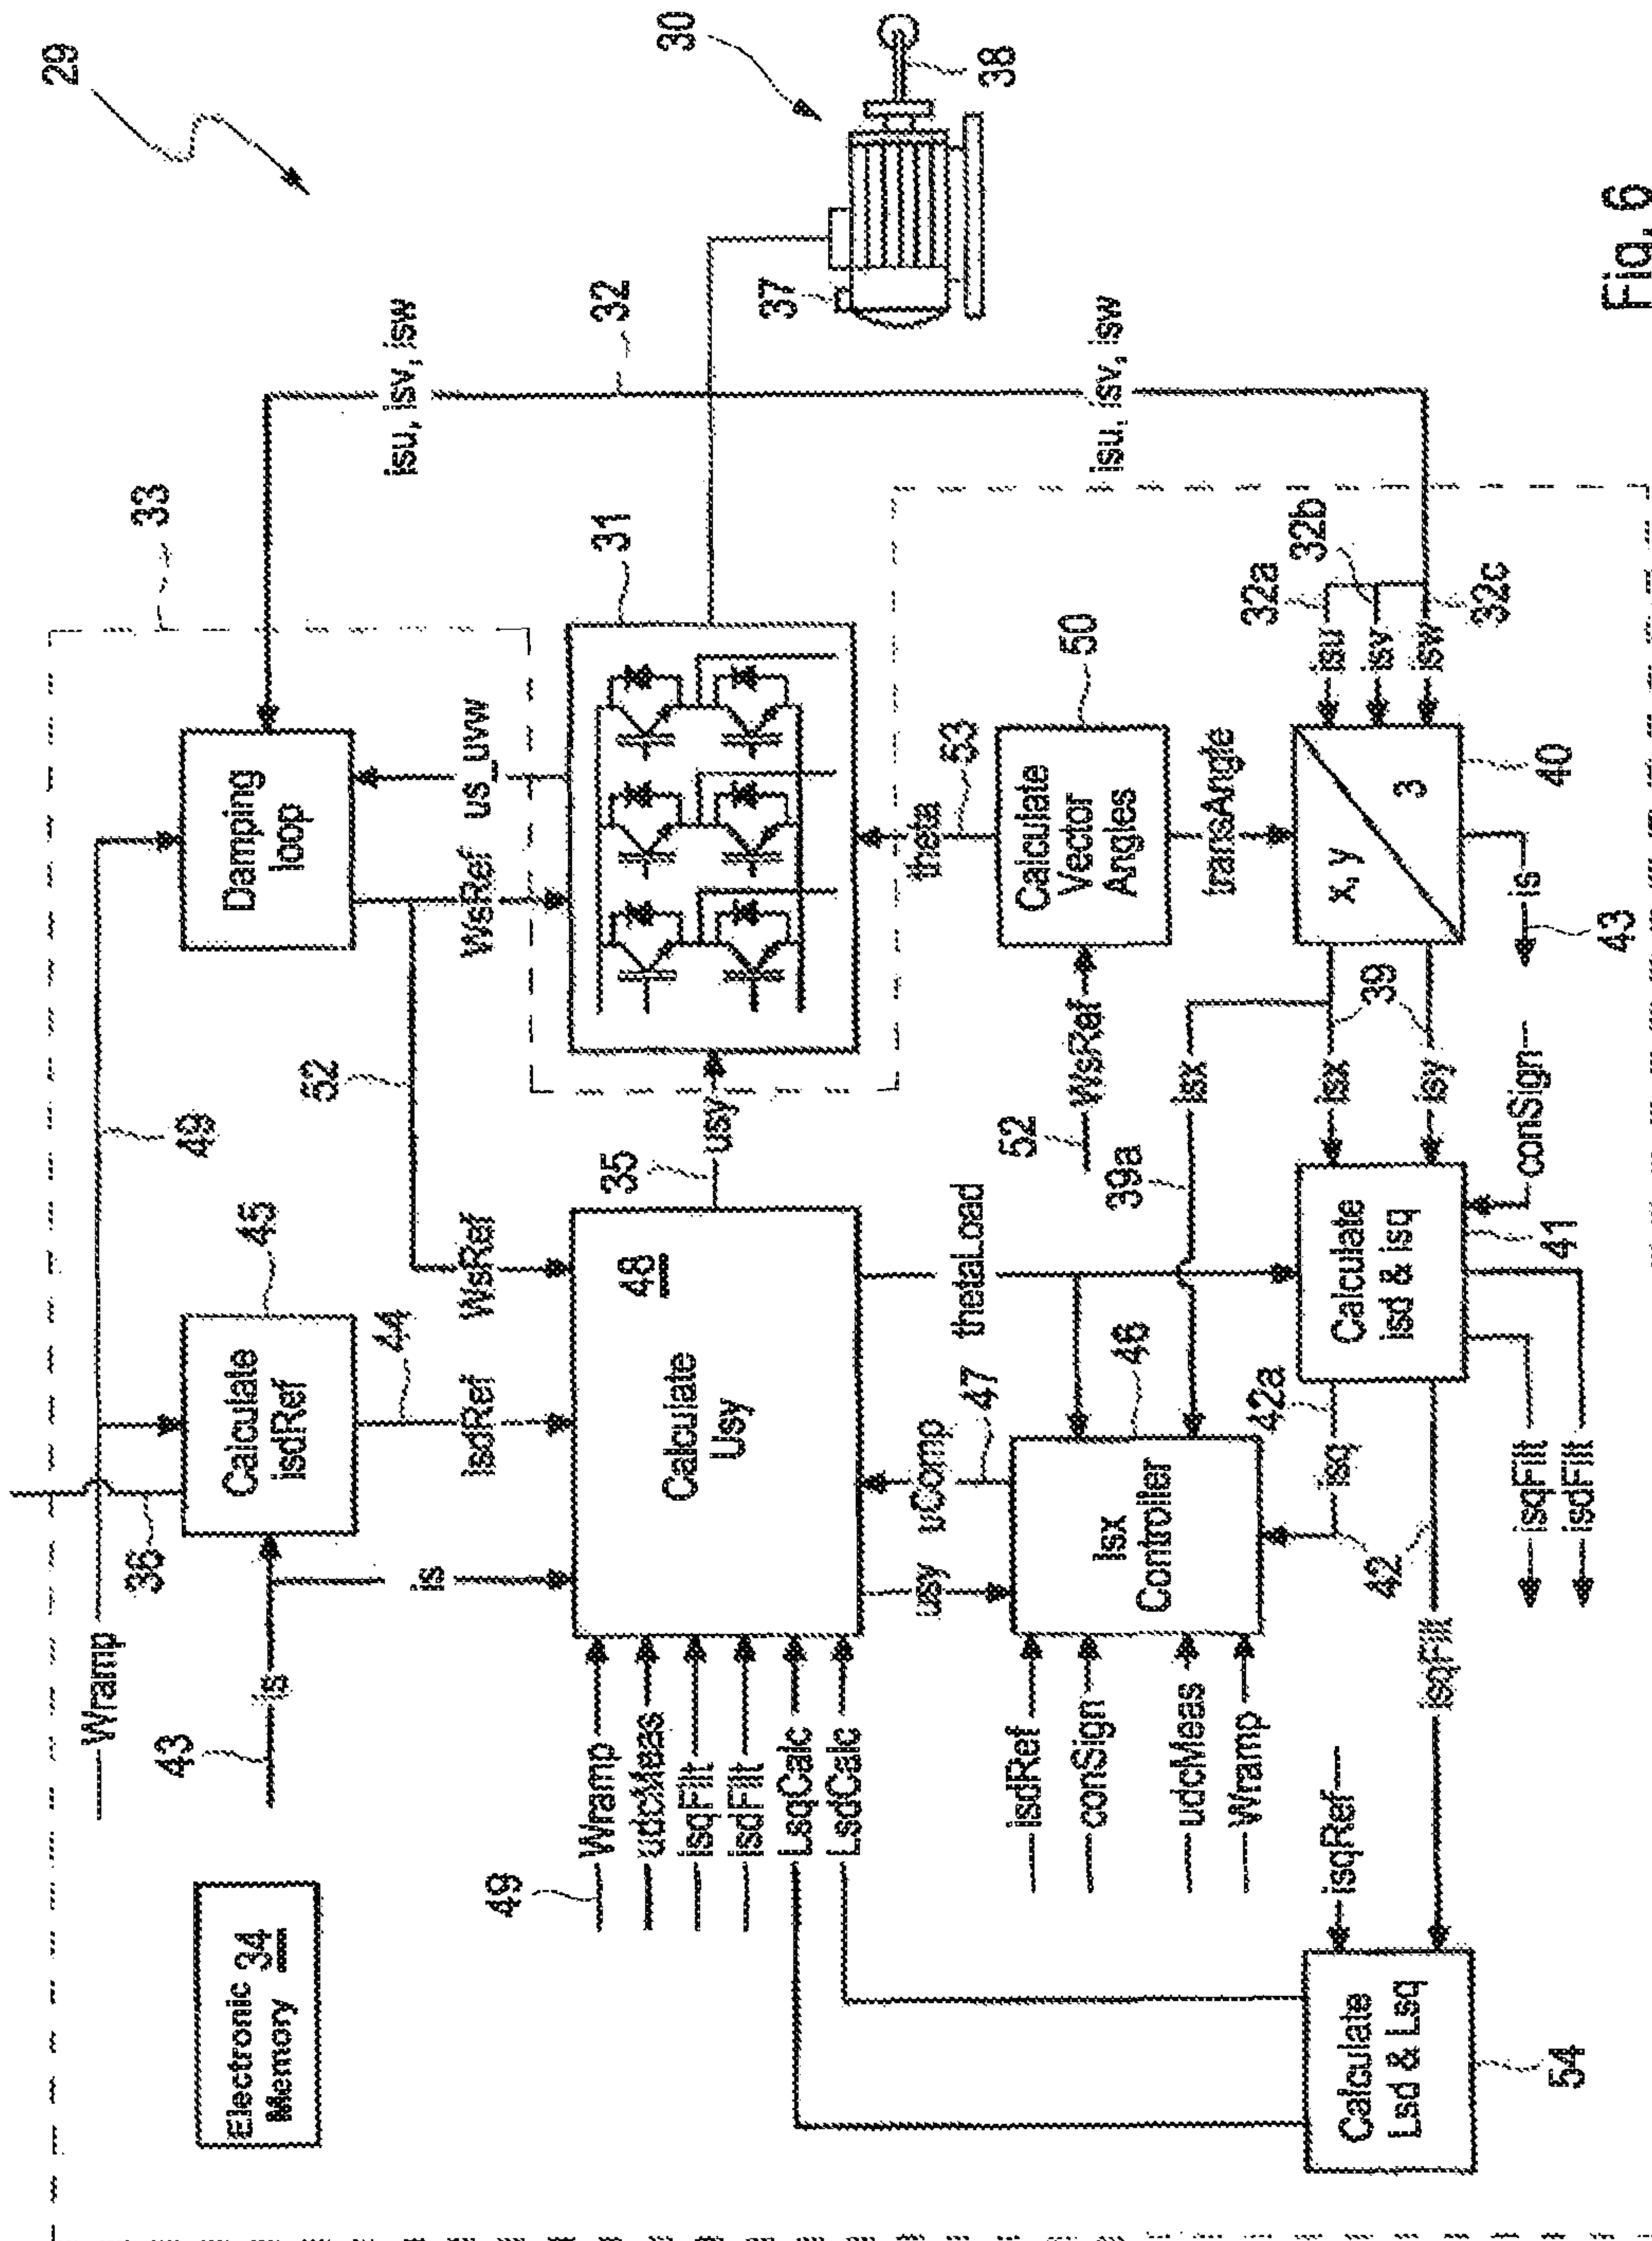 29
30
38
37
Fig. 6
32
isu, isv, isw
isu, isv, isw
33
31
Damping
loop
WsRef
us_uvw
52
49
Wramp
45
Calculate
isdRef
36
44
isdRef
WsRef
43
is
is
Electronic
Memory 34
48
Calculate
Usy
35
usy
49
Wramp
udcMeas
isqFilt
isdFilt
LsqCalc
LsdCalc
theta
53
50
Calculate
Vector
Angles
52
WsRef
transAngle
32a
32b
32c
isu
isv
isw
x, y
3
40
is
43
39
isx
isy
isx
39a
thetaLoad
conSign
41
Calculate
isd & isq
42a
isq
42
isqFilt
isqFilt
isdFilt
46
47
uComp
usy
Isx
Controller
isdRef
conSign
udcMeas
Wramp
isqRef
Calculate
Lsd & Lsq
54